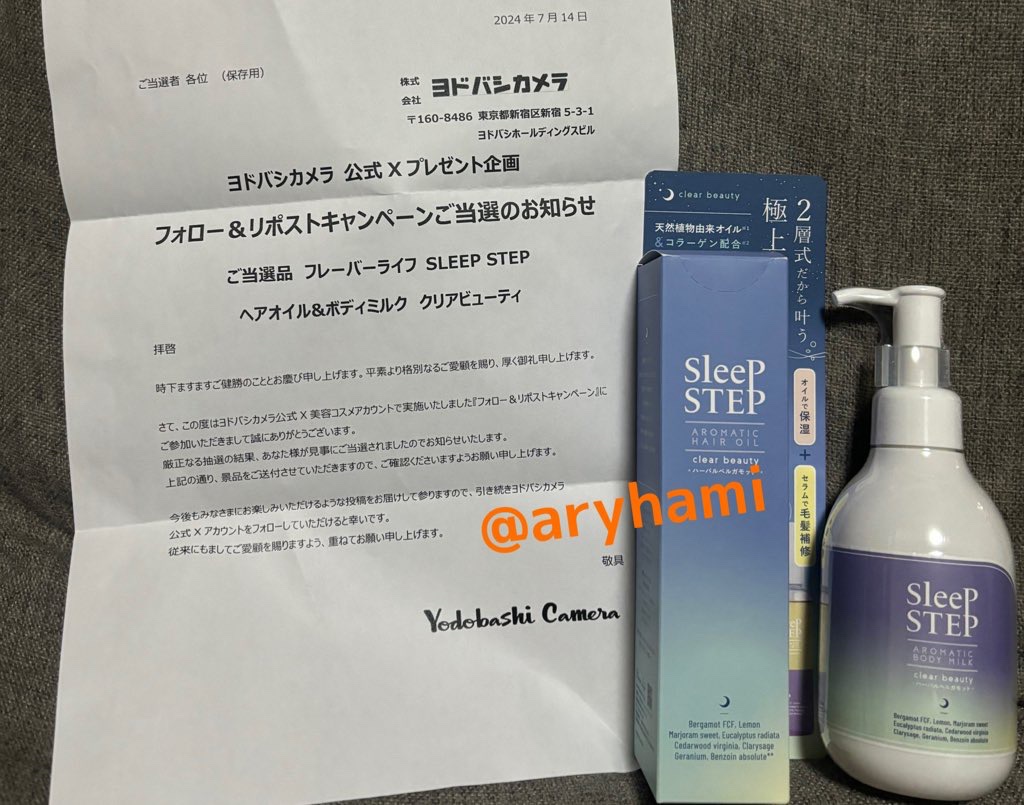 2024年7月14日
ご当選者 各位 （保存用）
株式
会社 ヨドバシカメラ
〒160-8486 東京都新宿区新宿5-3-1
ヨドバシホールディングスビル
ヨドバシカメラ 公式Xプレゼント企画
フォロー＆リポストキャンペーンご当選のお知らせ
ご当選品 フレーバーライフ SLEEP STEP
ヘアオイル&ボディミルク クリアビューティ
拝啓
時下ますますご健勝のこととお慶び申し上げます。平素より格別なるご愛顧を賜り、厚く御礼申し上げます。
さて、この度はヨドバシカメラ公式X美容コスメアカウントで実施いたしました『フォロー＆リポストキャンペーン』に
ご参加いただきまして誠にありがとうございます。
厳正なる抽選の結果、あなた様が見事にご当選されましたのでお知らせいたします。
上記の通り、景品をご送付させていただきますので、ご確認くださいますようお願い申し上げます。
今後もみなさまにお楽しみいただけるような投稿をお届けして参りますので、引き続きヨドバシカメラ
公式Xアカウントをフォローしていただけると幸いです。
従来にもましてご愛顧を賜りますよう、重ねてお願い申し上げます。
敬具
Yodobashi Camera
@aryhami
clear beauty
天然植物由来オイル※1
&コラーゲン配合※2
2層式だから叶う。
極上
オイルで保湿
+
セラムで毛髪補修
SleeP
STEP
AROMATIC
HAIR OIL
clear beauty
・ハーバルベルガモット・
Bergamot FCF, Lemon
Marjoram sweet, Eucalyptus radiata
Cedarwood virginia, Clarysage
Geranium, Benzoin absolute**
SleeP
STEP
AROMATIC
BODY MILK
clear beauty
・ハーバルベルガモット・
Bergamot FCF, Lemon, Marjoram sweet
Eucalyptus radiata, Cedarwood virginia
Clarysage, Geranium, Benzoin absolute